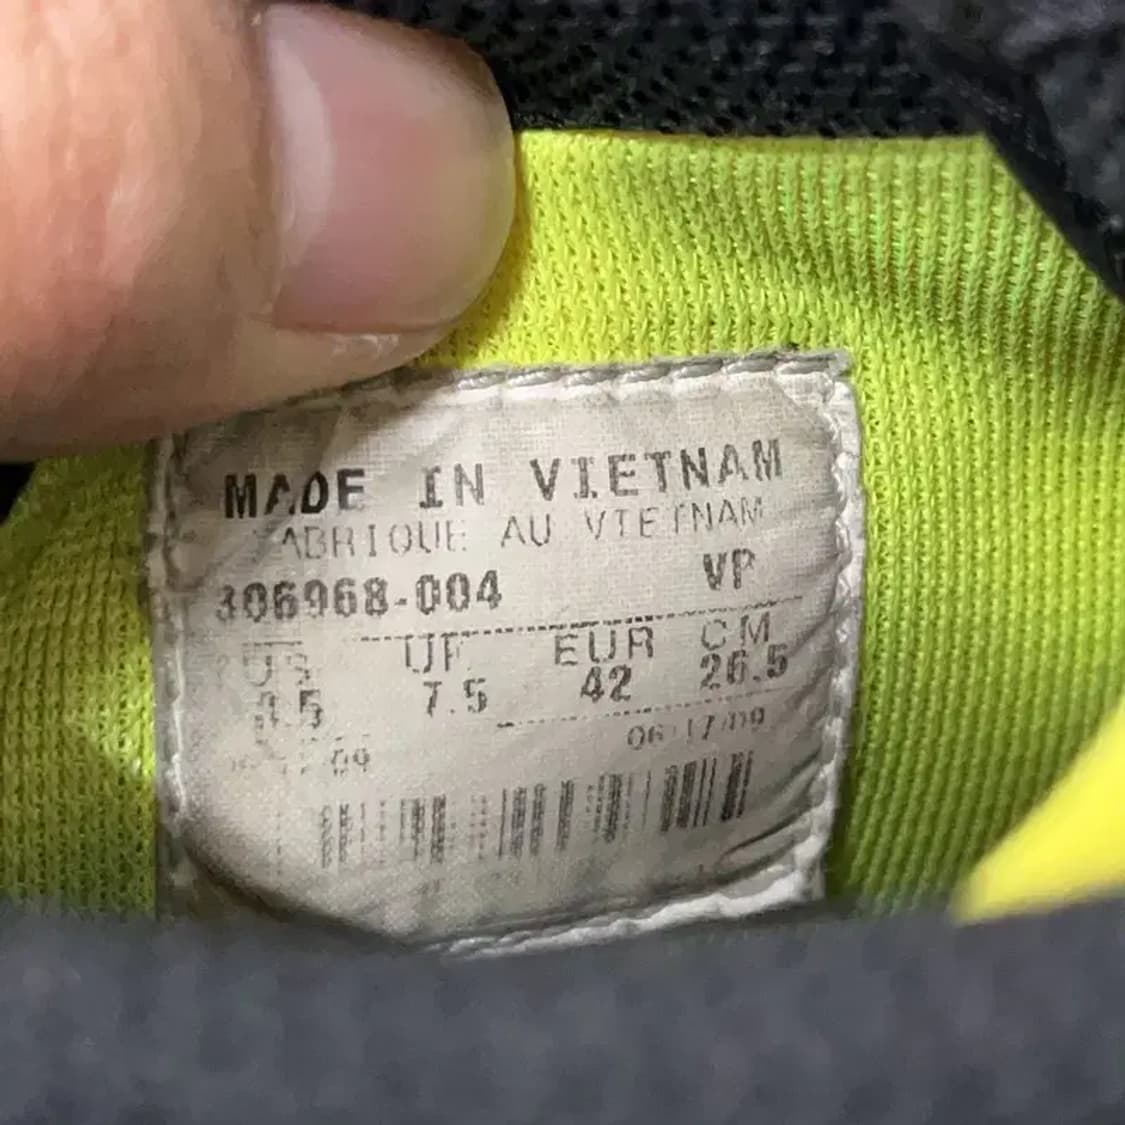 MADE IN VIETNAM
FABRIQUE AU VIETNAM
306968-004 VP
US UK EUR CM
8.5 7.5 42 26.5
06/17/09